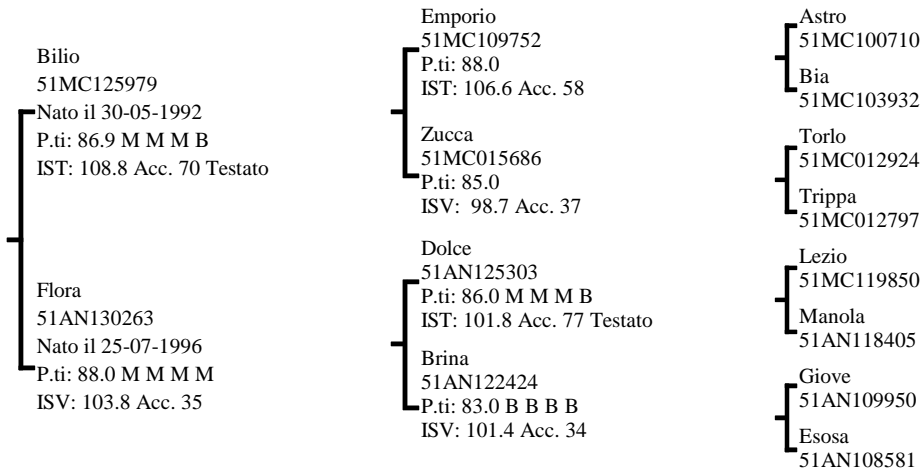 Bilio
51MC125979
Nato il 30-05-1992
P.ti: 86.9 M M M B
IST: 108.8 Acc. 70 Testato
Flora
51AN130263
Nato il 25-07-1996
P.ti: 88.0 M M M M
ISV: 103.8 Acc. 35
Emporio
51MC109752
P.ti: 88.0
IST: 106.6 Acc. 58
Zucca
51MC015686
P.ti: 85.0
ISV:  98.7 Acc. 37
Dolce
51AN125303
P.ti: 86.0 M M M B
IST: 101.8 Acc. 77 Testato
Brina
51AN122424
P.ti: 83.0 B B B B
ISV: 101.4 Acc. 34
Astro
51MC100710
Bia
51MC103932
Torlo
51MC012924
Trippa
51MC012797
Lezio
51MC119850
Manola
51AN118405
Giove
51AN109950
Esosa
51AN108581